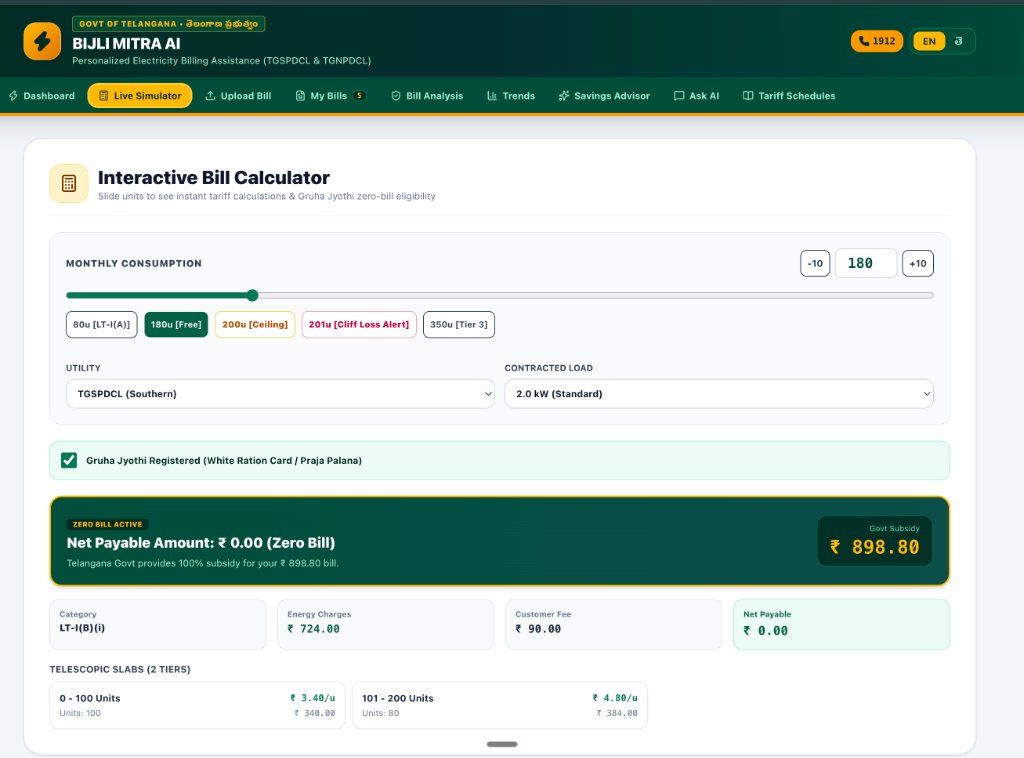 GOVT OF TELANGANA • తెలంగాణ ప్రభుత్వం
BIJLI MITRA AI
Personalized Electricity Billing Assistance (TGSPDCL & TGNPDCL)
1912
EN తె
Dashboard Live Simulator Upload Bill My Bills 5 Bill Analysis Trends Savings Advisor Ask AI Tariff Schedules
Interactive Bill Calculator
Slide units to see instant tariff calculations & Gruha Jyothi zero-bill eligibility
MONTHLY CONSUMPTION
-10 180 +10
80u [LT-I(A)] 180u [Free] 200u [Ceiling] 201u [Cliff Loss Alert] 350u [Tier 3]
UTILITY
TGSPDCL (Southern)
CONTRACTED LOAD
2.0 kW (Standard)
Gruha Jyothi Registered (White Ration Card / Praja Palana)
ZERO BILL ACTIVE
Net Payable Amount: ₹ 0.00 (Zero Bill)
Telangana Govt provides 100% subsidy for your ₹ 898.80 bill.
Govt Subsidy
₹ 898.80
Category
LT-I(B)(i)
Energy Charges
₹ 724.00
Customer Fee
₹ 90.00
Net Payable
₹ 0.00
TELESCOPIC SLABS (2 TIERS)
0 - 100 Units ₹ 3.40/u
Units: 100 ₹ 340.00
101 - 200 Units ₹ 4.80/u
Units: 80 ₹ 384.00